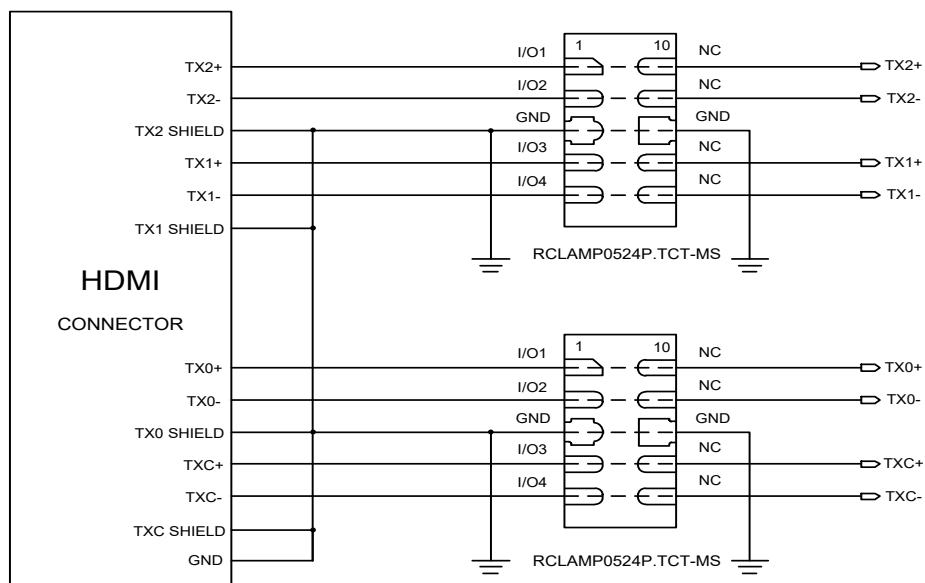 I/O1 1 10 NC
TX2+ TX2+
I/O2 NC
TX2- TX2-
GND GND
TX2 SHIELD
I/O3 NC
TX1+ TX1+
I/O4 NC
TX1- TX1-
TX1 SHIELD
RCLAMP0524P.TCT-MS
HDMI
CONNECTOR
I/O1 1 10 NC
TX0+ TX0+
I/O2 NC
TX0- TX0-
GND GND
TX0 SHIELD
I/O3 NC
TXC+ TXC+
I/O4 NC
TXC- TXC-
TXC SHIELD
GND RCLAMP0524P.TCT-MS